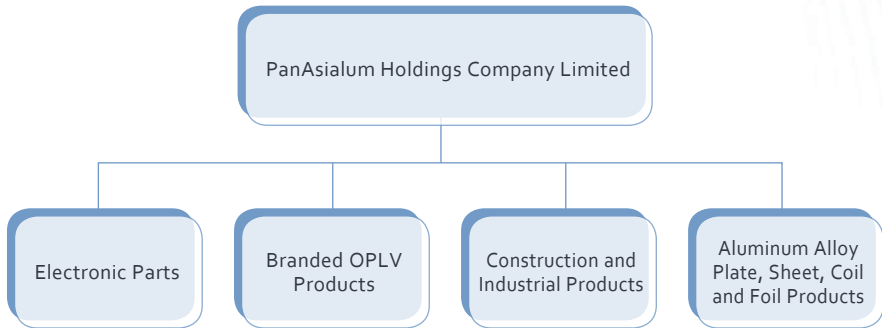 PanAsialum Holdings Company Limited
Electronic Parts
Branded OPLV
Products
Construction and
Industrial Products
Aluminum Alloy
Plate, Sheet, Coil
and Foil Products